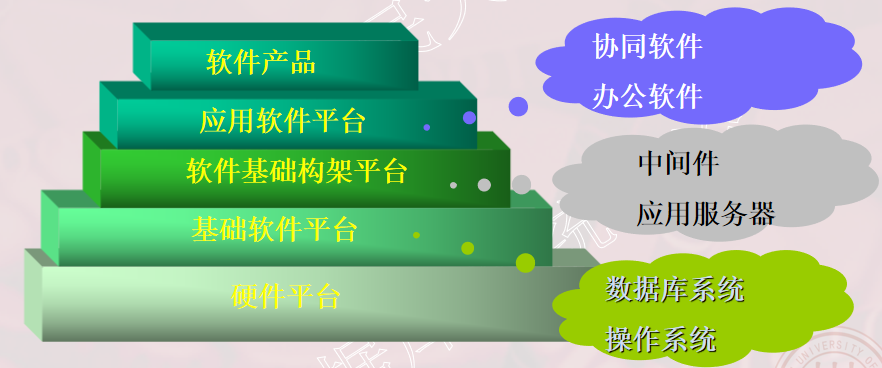 软件产品
应用软件平台
软件基础构架平台
基础软件平台
硬件平台
协同软件
办公软件
中间件
应用服务器
数据库系统
操作系统